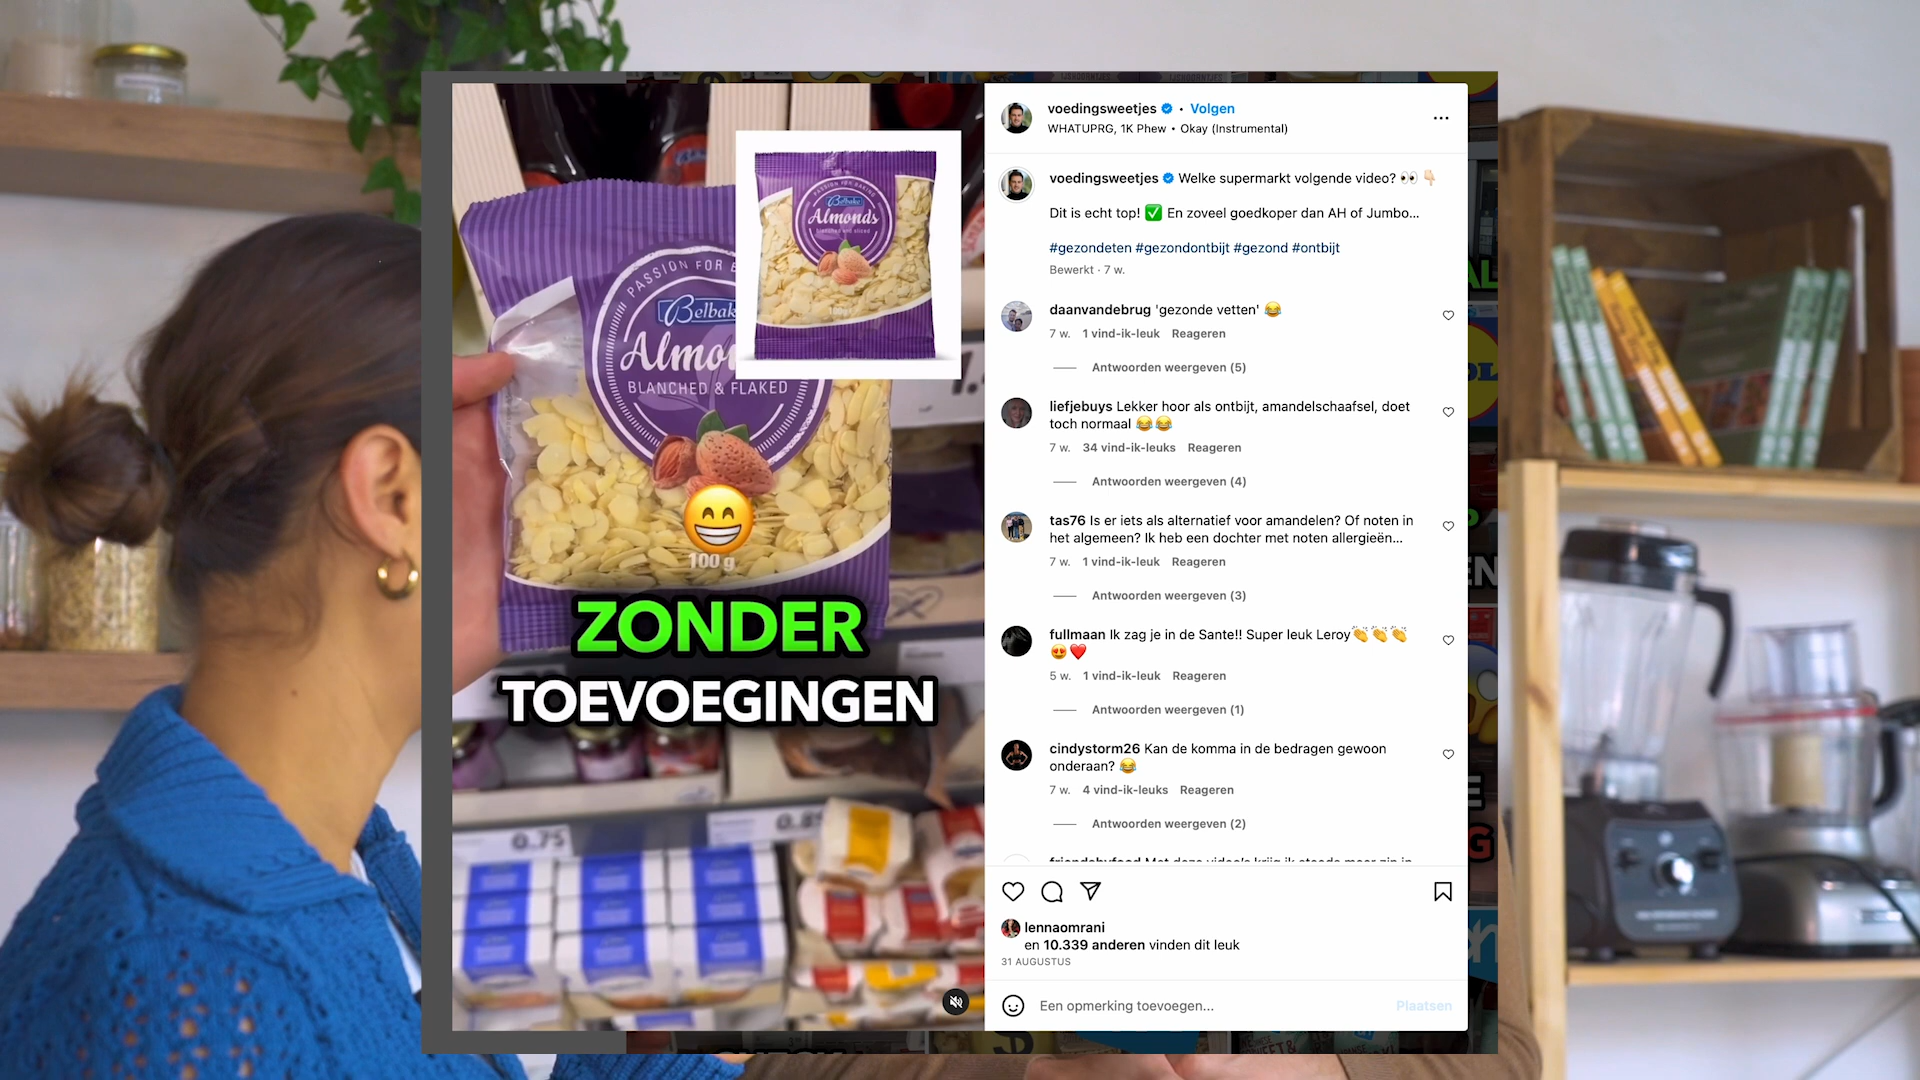 PASSION FOR BAKING
Belbake
Almonds
blanched and sliced
PASSION FOR
Belbake
BLANCHED & FLAKED
100 g
ZONDER
TOEVOEGINGEN
0.75
voedingsweetjes • Volgen
WHATUPRG, 1K Phew • Okay (Instrumental)
voedingsweetjes Welke supermarkt volgende video? 👀 👇🏻
Dit is echt top! ✅ En zoveel goedkoper dan AH of Jumbo...
#gezondeten #gezondontbijt #gezond #ontbijt
Bewerkt · 7 w.
daanvandebrug 'gezonde vetten' 😂
7 w. 1 vind-ik-leuk Reageren
Antwoorden weergeven (5)
liefjebuys Lekker hoor als ontbijt, amandelschaafsel, doet
toch normaal 😂😂
7 w. 34 vind-ik-leuks Reageren
Antwoorden weergeven (4)
tas76 Is er iets als alternatief voor amandelen? Of noten in
het algemeen? Ik heb een dochter met noten allergieën...
7 w. 1 vind-ik-leuk Reageren
Antwoorden weergeven (3)
fullmaan Ik zag je in de Sante!! Super leuk Leroy👏👏👏
😍❤️
5 w. 1 vind-ik-leuk Reageren
Antwoorden weergeven (1)
cindystorm26 Kan de komma in de bedragen gewoon
onderaan? 😂
7 w. 4 vind-ik-leuks Reageren
Antwoorden weergeven (2)
lennaomrani
en 10.339 anderen vinden dit leuk
31 AUGUSTUS
Een opmerking toevoegen...
Plaatsen